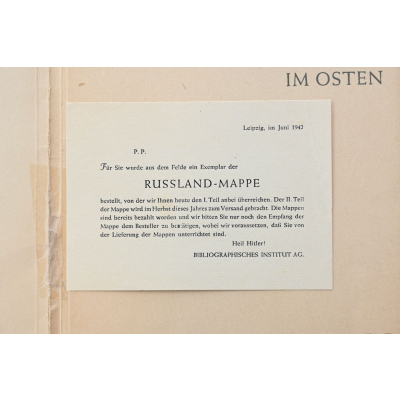 IM OSTEN
Leipzig, im Juni 1942
P. P.
Für Sie wurde aus dem Felde ein Exemplar der
RUSSLAND-MAPPE
bestellt, von der wir Ihnen heute den I. Teil anbei überreichen. Der II. Teil
der Mappe wird im Herbst dieses Jahres zum Versand gebracht. Die Mappen
sind bereits bezahlt worden und wir bitten Sie nur noch den Empfang der
Mappe dem Besteller zu bestätigen, wobei wir voraussetzen, daß Sie von
der Lieferung der Mappen unterrichtet sind.
Heil Hitler!
BIBLIOGRAPHISCHES INSTITUT AG.